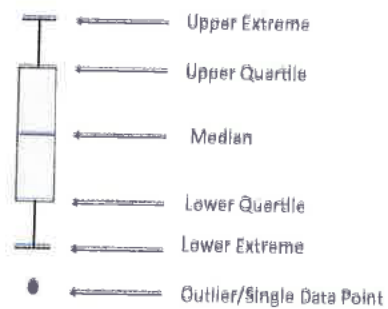 Upper Extreme
Upper Quartile
Median
Lower Quartile
Lower Extreme
Outlier/Single Data Point